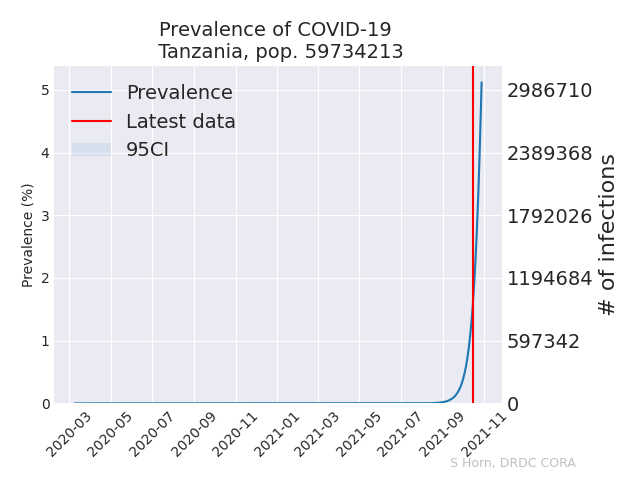 Prevalence of COVID-19
Tanzania, pop. 59734213
Prevalence
Latest data
95CI
Prevalence (%)
5
4
3
2
1
0
2986710
2389368
1792026
1194684
597342
0
# of infections
2020-03
2020-05
2020-07
2020-09
2020-11
2021-01
2021-03
2021-05
2021-07
2021-09
2021-11
S Horn, DRDC CORA